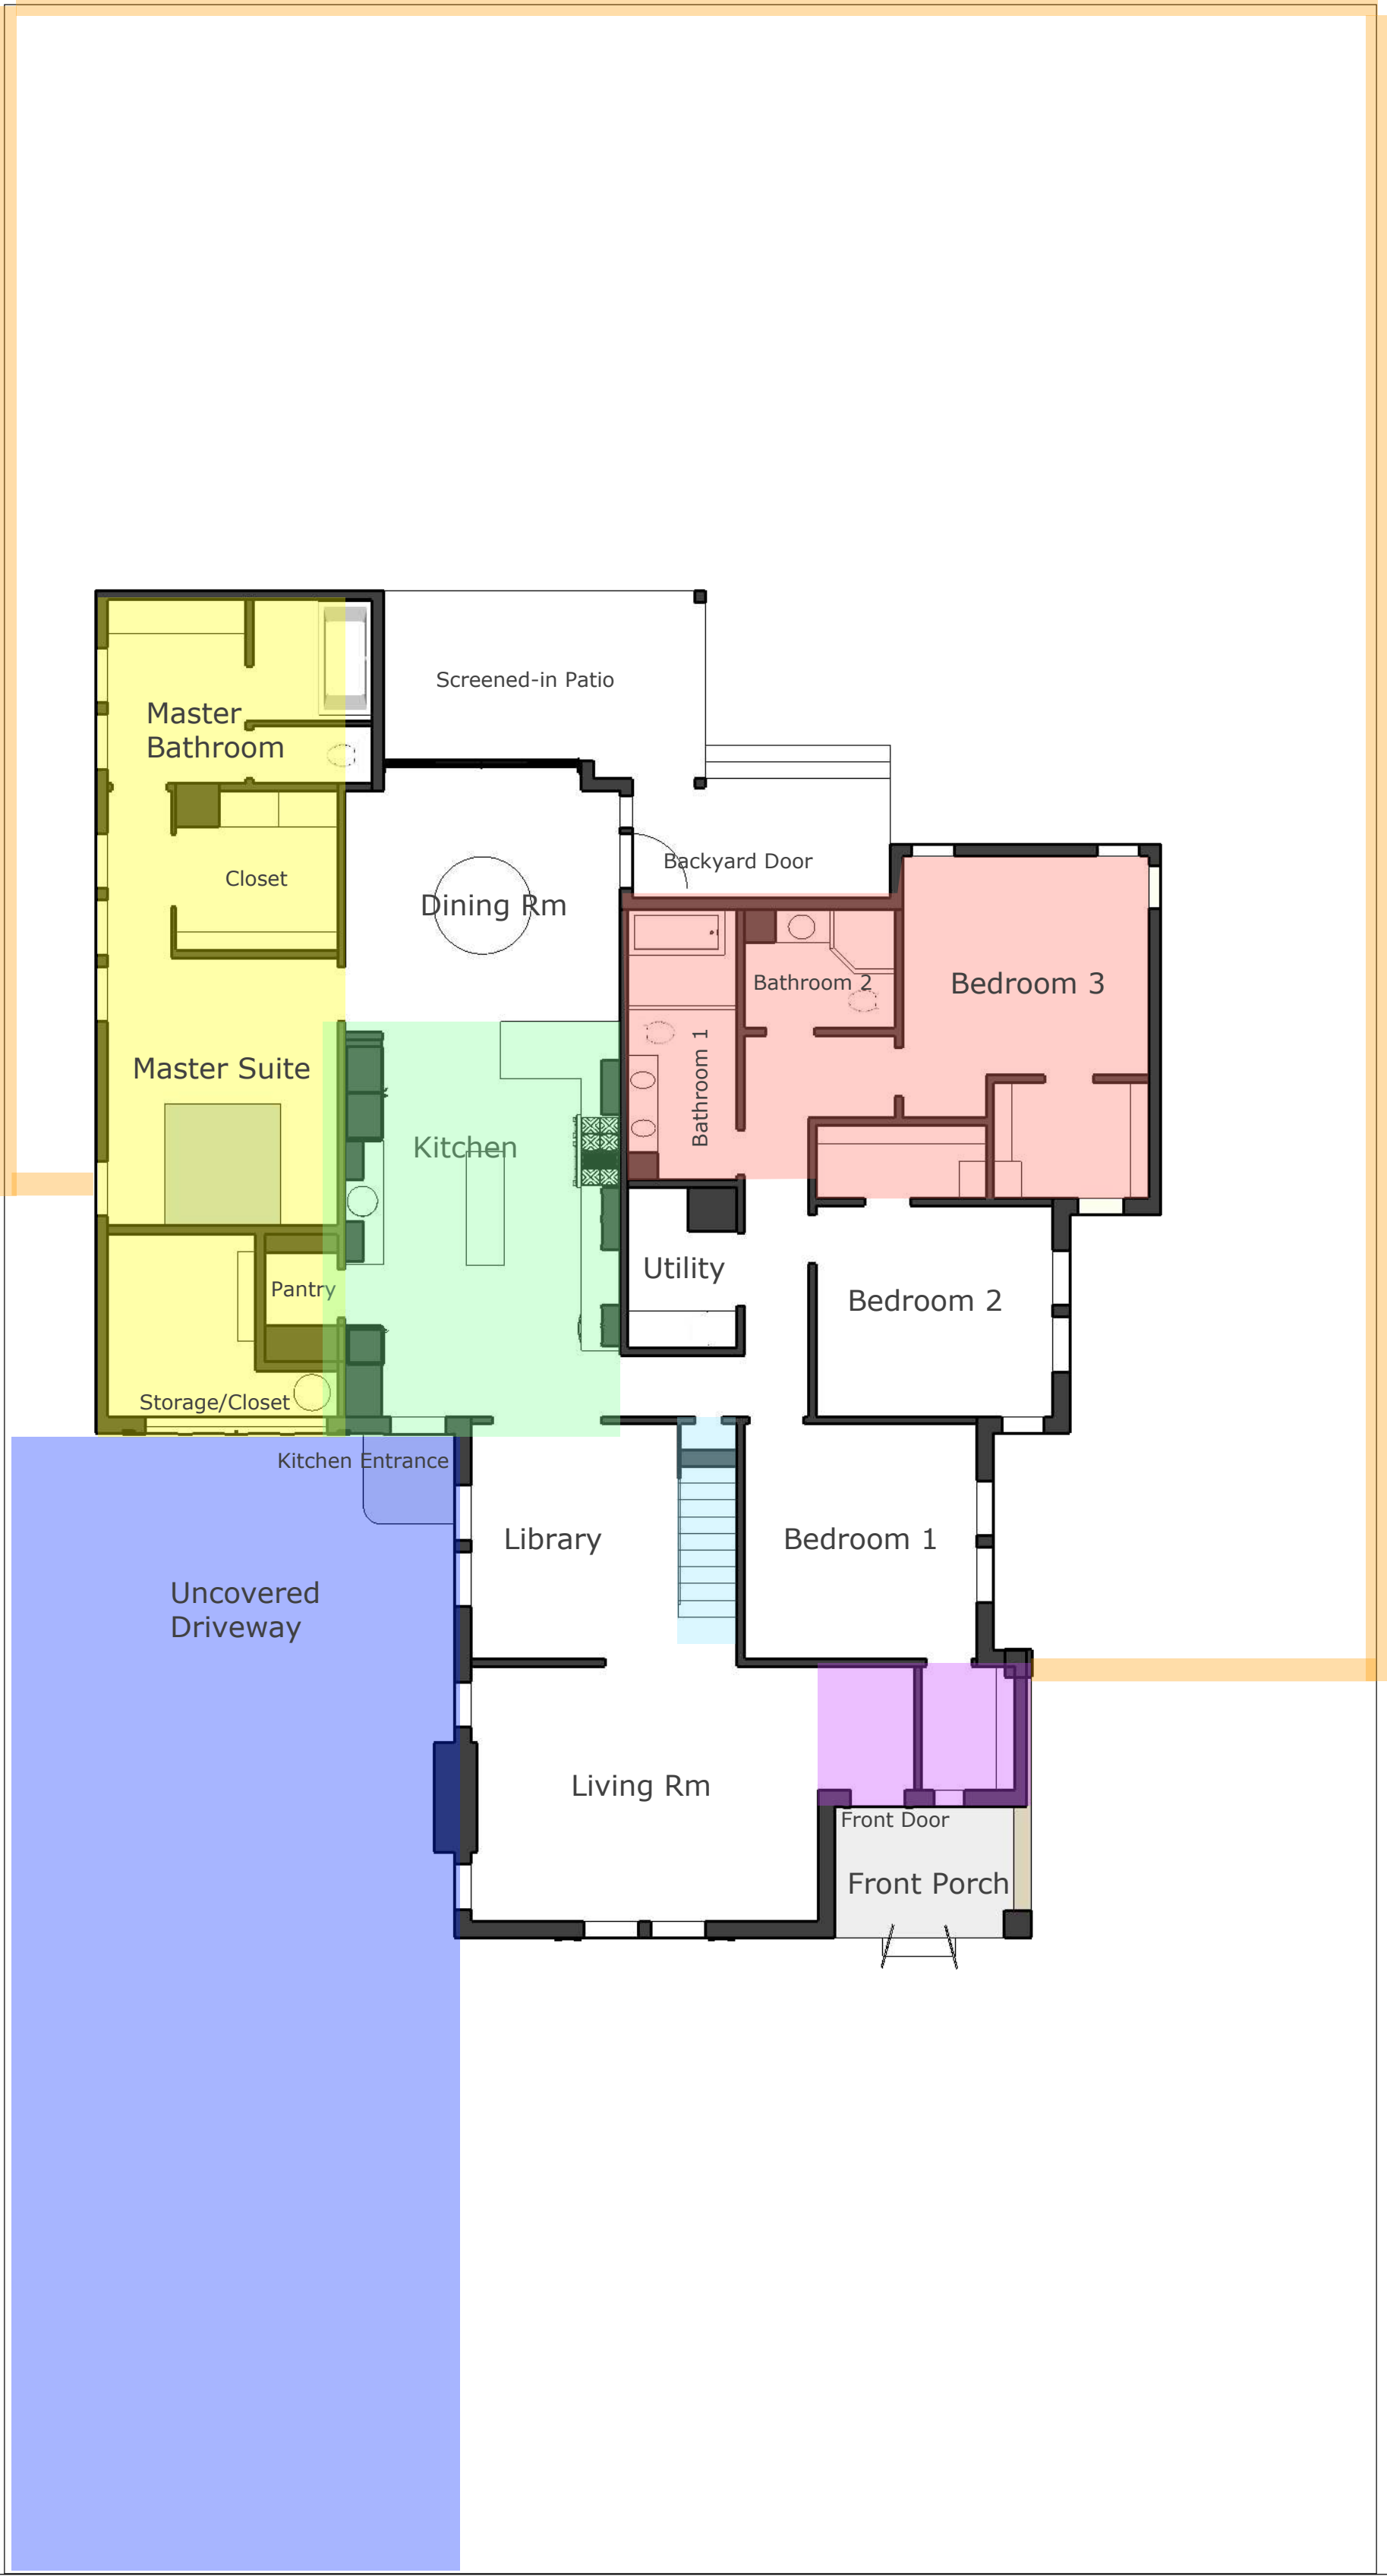 Screened-in Patio
Master
Bathroom
Backyard Door
Closet
Dining Rm
Bathroom 2
Bedroom 3
Master Suite
Bathroom 1
Kitchen
Utility
Pantry
Bedroom 2
Storage/Closet
Kitchen Entrance
Library
Bedroom 1
Uncovered
Driveway
Living Rm
Front Door
Front Porch